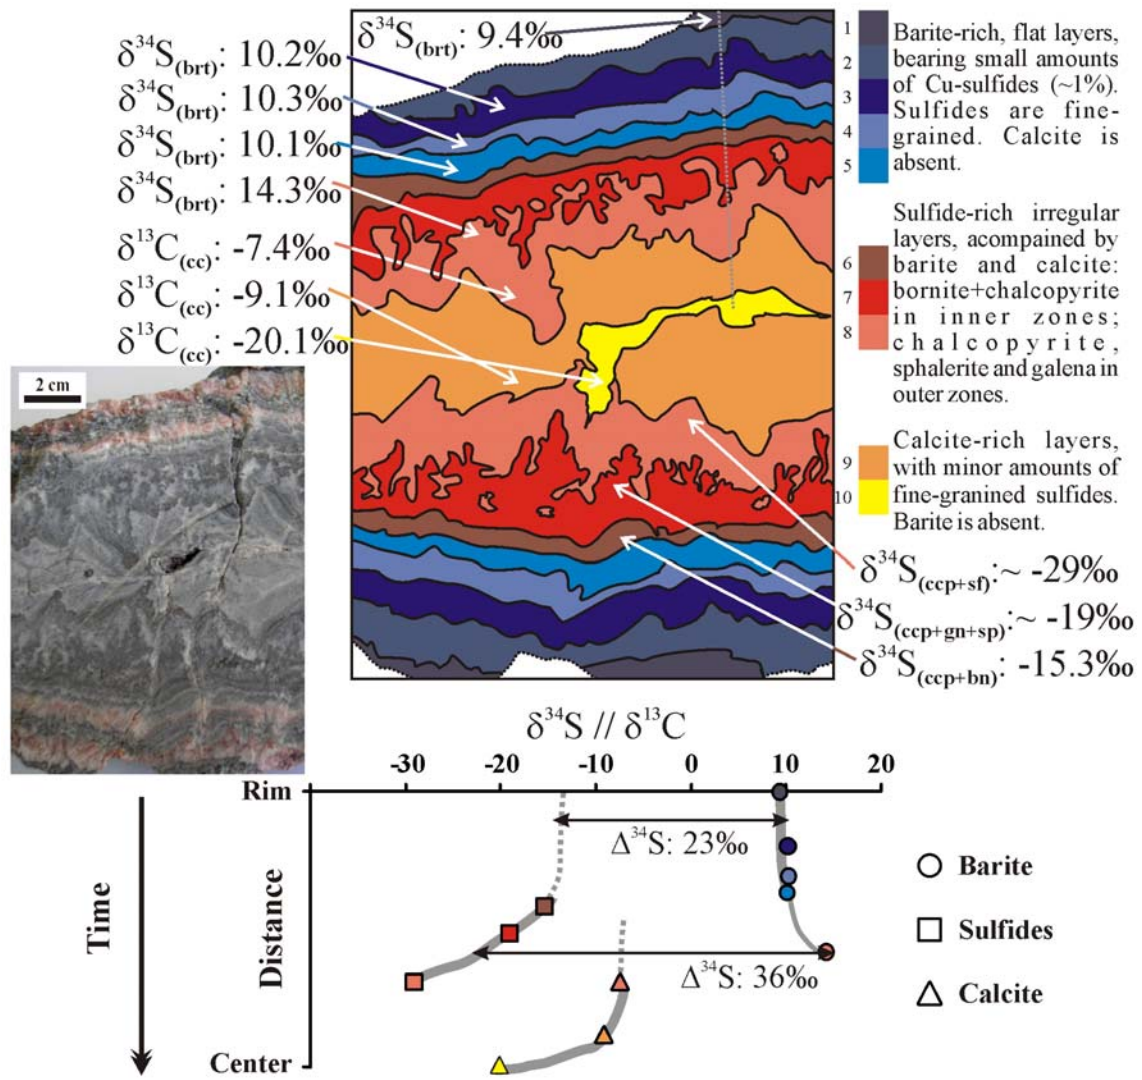 δ34S(brt): 9.4‰
δ34S(brt): 10.2‰
δ34S(brt): 10.3‰
δ34S(brt): 10.1‰
δ34S(brt): 14.3‰
δ13C(cc): -7.4‰
δ13C(cc): -9.1‰
δ13C(cc): -20.1‰
2 cm
1
2
3
4
5
Barite-rich, flat layers,
bearing small amounts
of Cu-sulfides (~1%).
Sulfides are fine-
grained. Calcite is
absent.
6
7
8
Sulfide-rich irregular
layers, acompained by
barite and calcite:
bornite+chalcopyrite
in inner zones;
chalcopyrite,
sphalerite and galena in
outer zones.
9
10
Calcite-rich layers,
with minor amounts of
fine-granined sulfides.
Barite is absent.
δ34S(ccp+sf):~ -29‰
δ34S(ccp+gn+sp):~ -19‰
δ34S(ccp+bn): -15.3‰
δ34S // δ13C
-30 -20 -10 0 10 20
Rim
Δ34S: 23‰
Δ34S: 36‰
Center
Time
Distance
Barite
Sulfides
Calcite